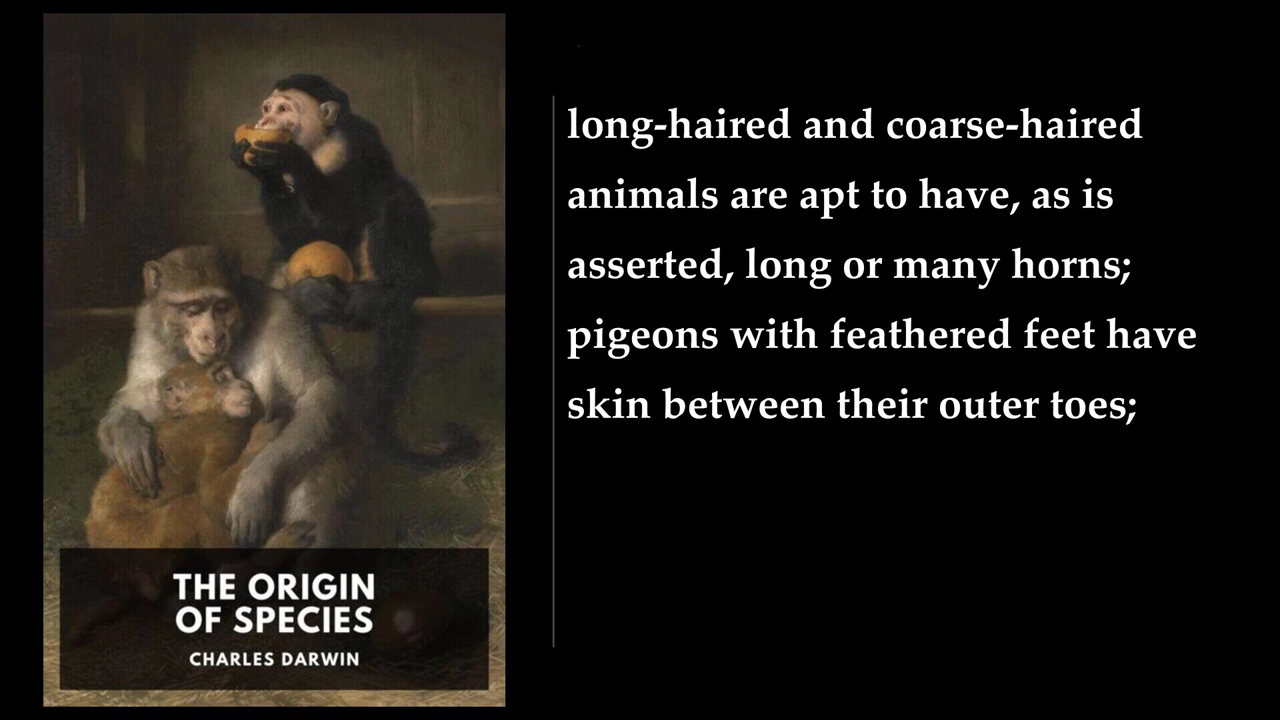 long-haired and coarse-haired
animals are apt to have, as is
asserted, long or many horns;
pigeons with feathered feet have
skin between their outer toes;
THE ORIGIN
OF SPECIES
CHARLES DARWIN